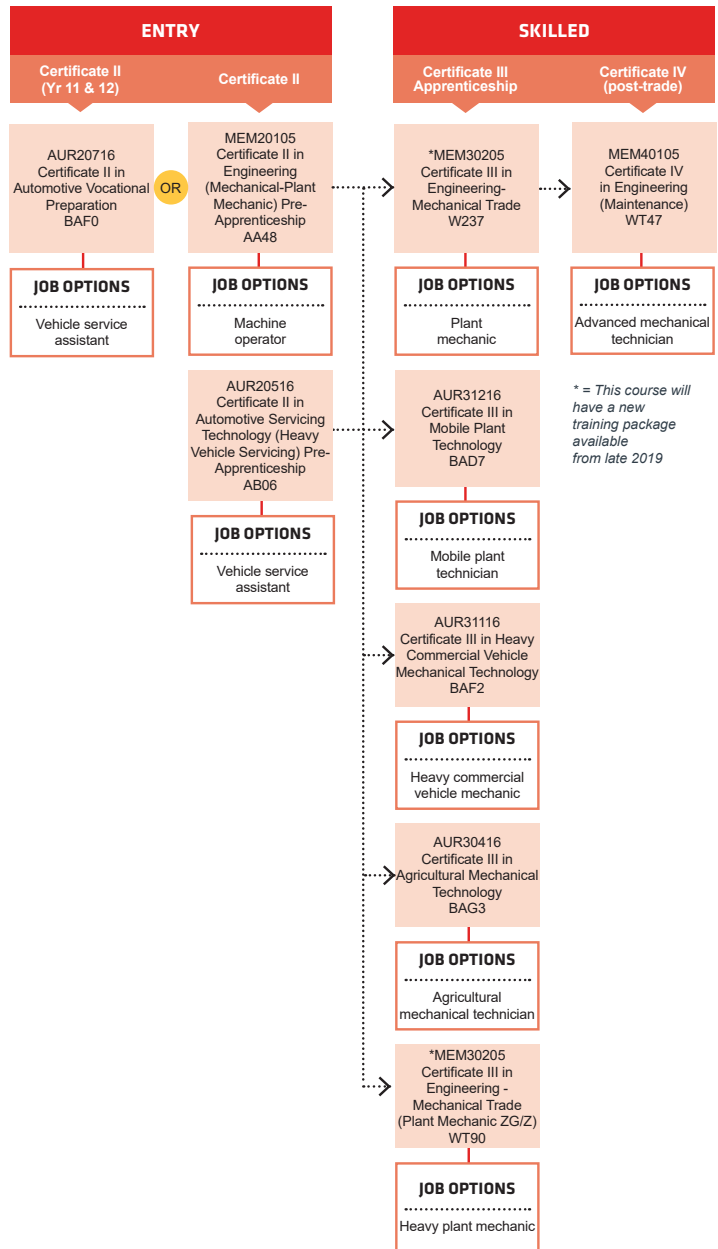 ENTRY
SKILLED
Certificate II
(Yr 11 & 12)
Certificate II
Certificate III
Apprenticeship
Certificate IV
(post-trade)
AUR20716
Certificate II in
Automotive Vocational
Preparation
BAF0
OR
MEM20105
Certificate II in
Engineering
(Mechanical-Plant
Mechanic) Pre-
Apprenticeship
AA48
*MEM30205
Certificate III in
Engineering-
Mechanical Trade
W237
MEM40105
Certificate IV
in Engineering
(Maintenance)
WT47
JOB OPTIONS
Vehicle service
assistant
JOB OPTIONS
Machine
operator
JOB OPTIONS
Plant
mechanic
JOB OPTIONS
Advanced mechanical
technician
AUR20516
Certificate II in
Automotive Servicing
Technology (Heavy
Vehicle Servicing) Pre-
Apprenticeship
AB06
AUR31216
Certificate III in
Mobile Plant
Technology
BAD7
* = This course will
have a new
training package
available
from late 2019
JOB OPTIONS
Vehicle service
assistant
JOB OPTIONS
Mobile plant
technician
AUR31116
Certificate III in Heavy
Commercial Vehicle
Mechanical Technology
BAF2
JOB OPTIONS
Heavy commercial
vehicle mechanic
AUR30416
Certificate III in
Agricultural Mechanical
Technology
BAG3
JOB OPTIONS
Agricultural
mechanical technician
*MEM30205
Certificate III in
Engineering -
Mechanical Trade
(Plant Mechanic ZG/Z)
WT90
JOB OPTIONS
Heavy plant mechanic